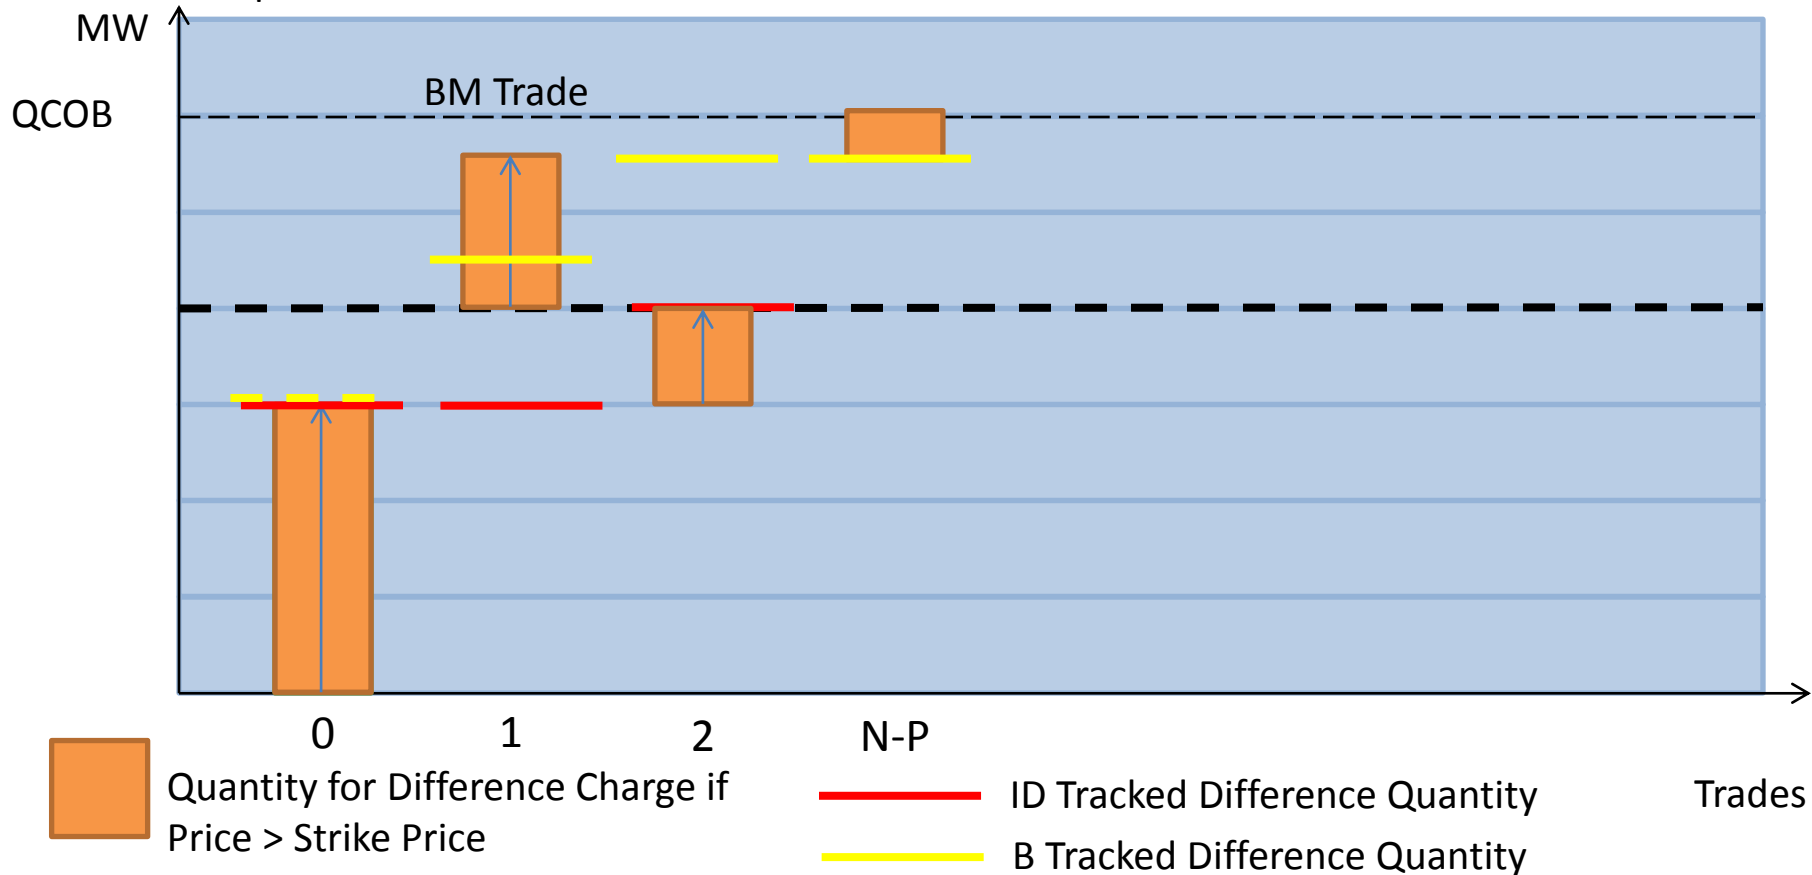 MW
BM Trade
QCOB
0
1
2
N-P
Quantity for Difference Charge if
Price > Strike Price
ID Tracked Difference Quantity
B Tracked Difference Quantity
Trades